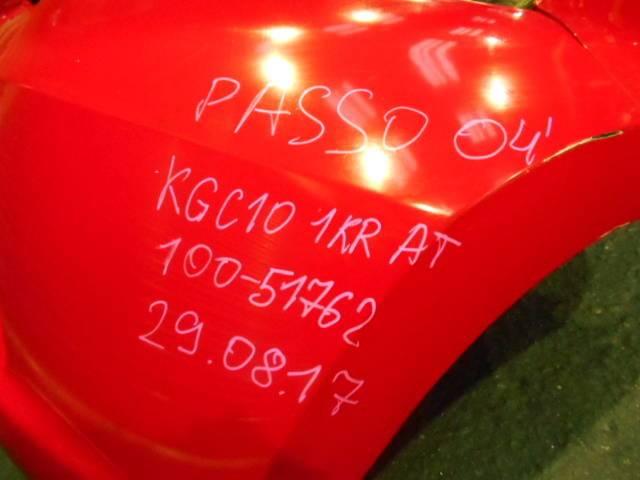 PASSO 04'
KGC10 1KR AT
100-51762
29.08.17